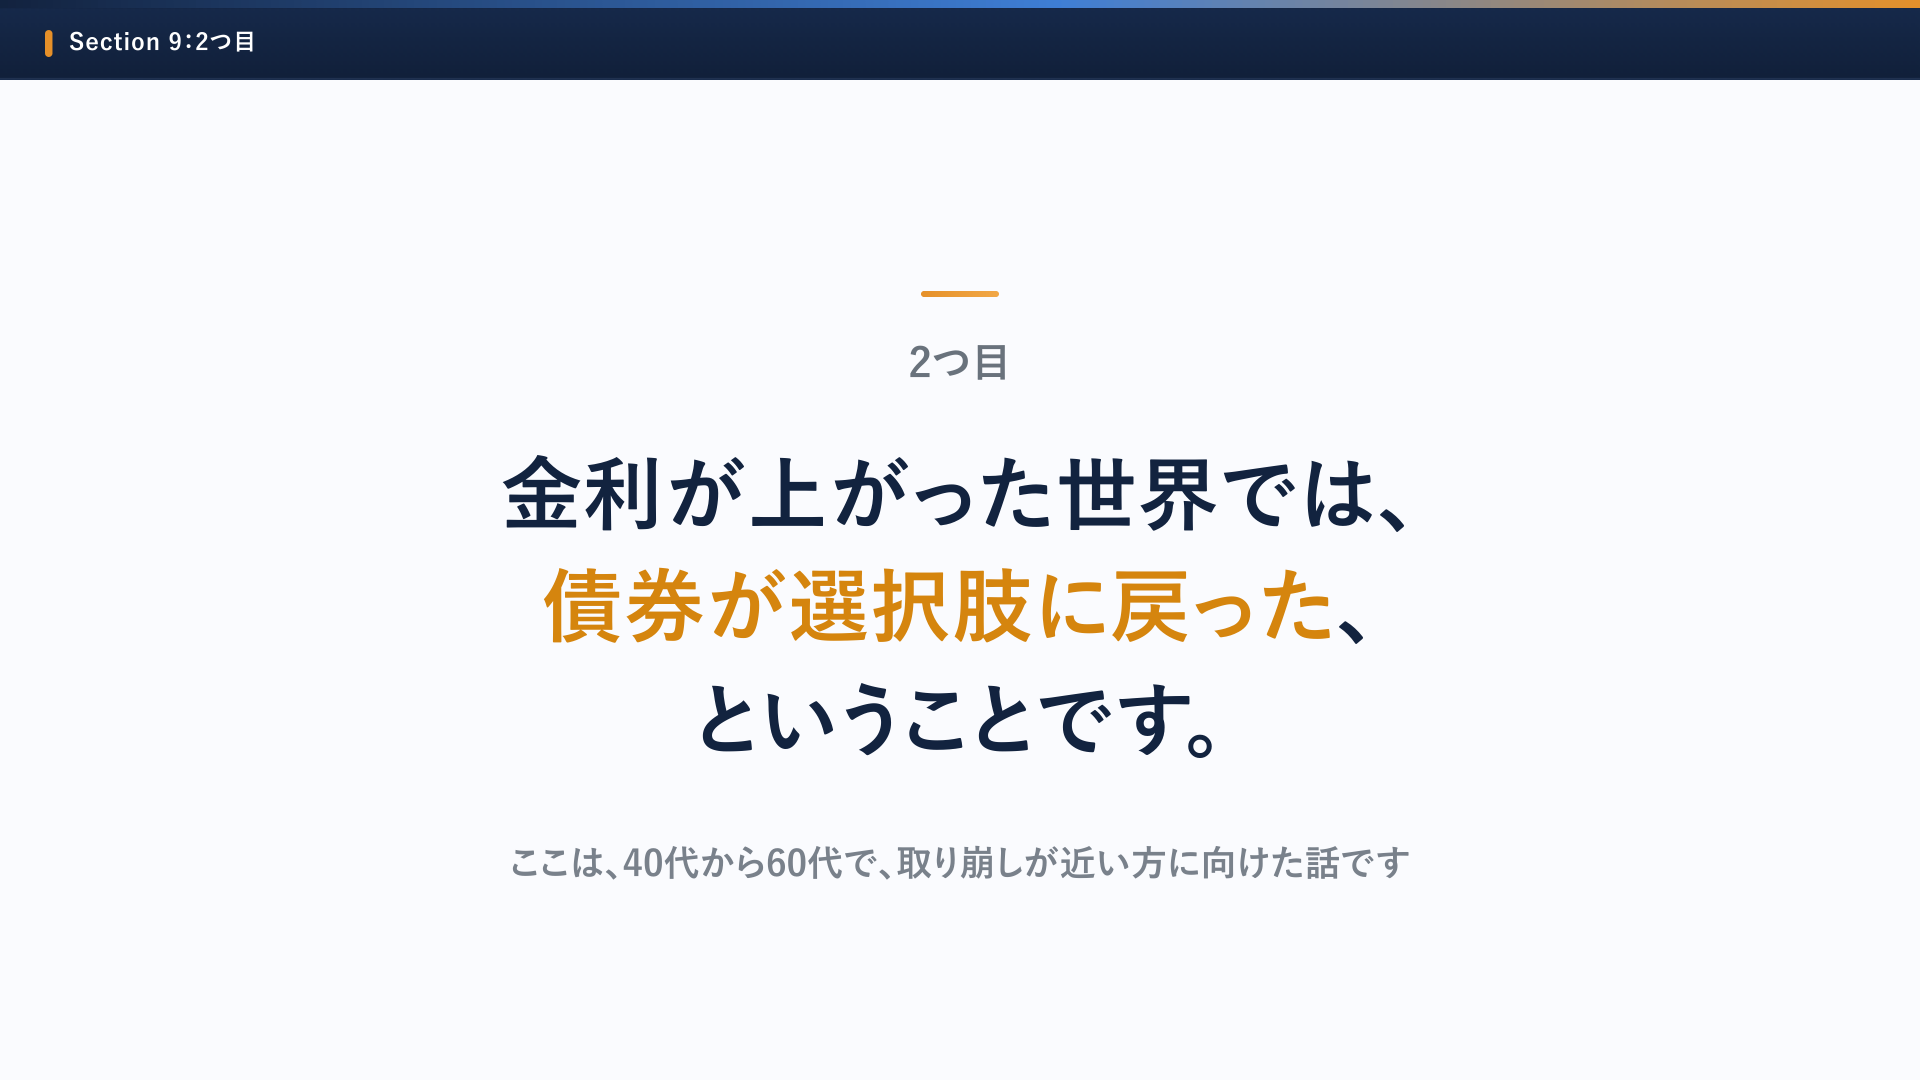 Section 9:2つ目
2つ目
金利が上がった世界では、
債券が選択肢に戻った、
ということです。
ここは、40代から60代で、取り崩しが近い方に向けた話です